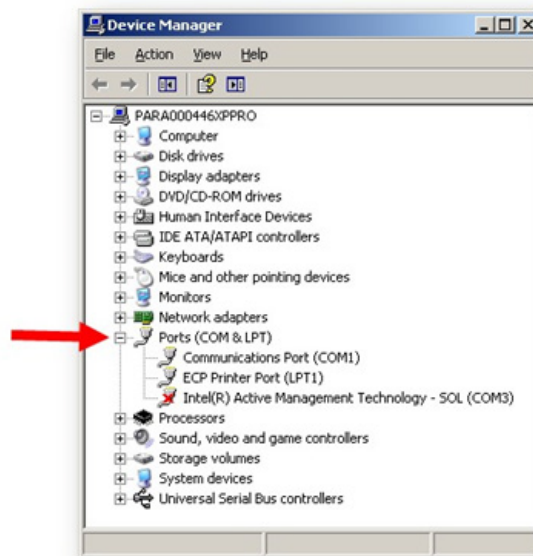 Device Manager
File Action View Help
PARA000446XPPRO
Computer
Disk drives
Display adapters
DVD/CD-ROM drives
Human Interface Devices
IDE ATA/ATAPI controllers
Keyboards
Mice and other pointing devices
Monitors
Network adapters
Ports (COM & LPT)
Communications Port (COM1)
ECP Printer Port (LPT1)
Intel(R) Active Management Technology - SOL (COM3)
Processors
Sound, video and game controllers
Storage volumes
System devices
Universal Serial Bus controllers